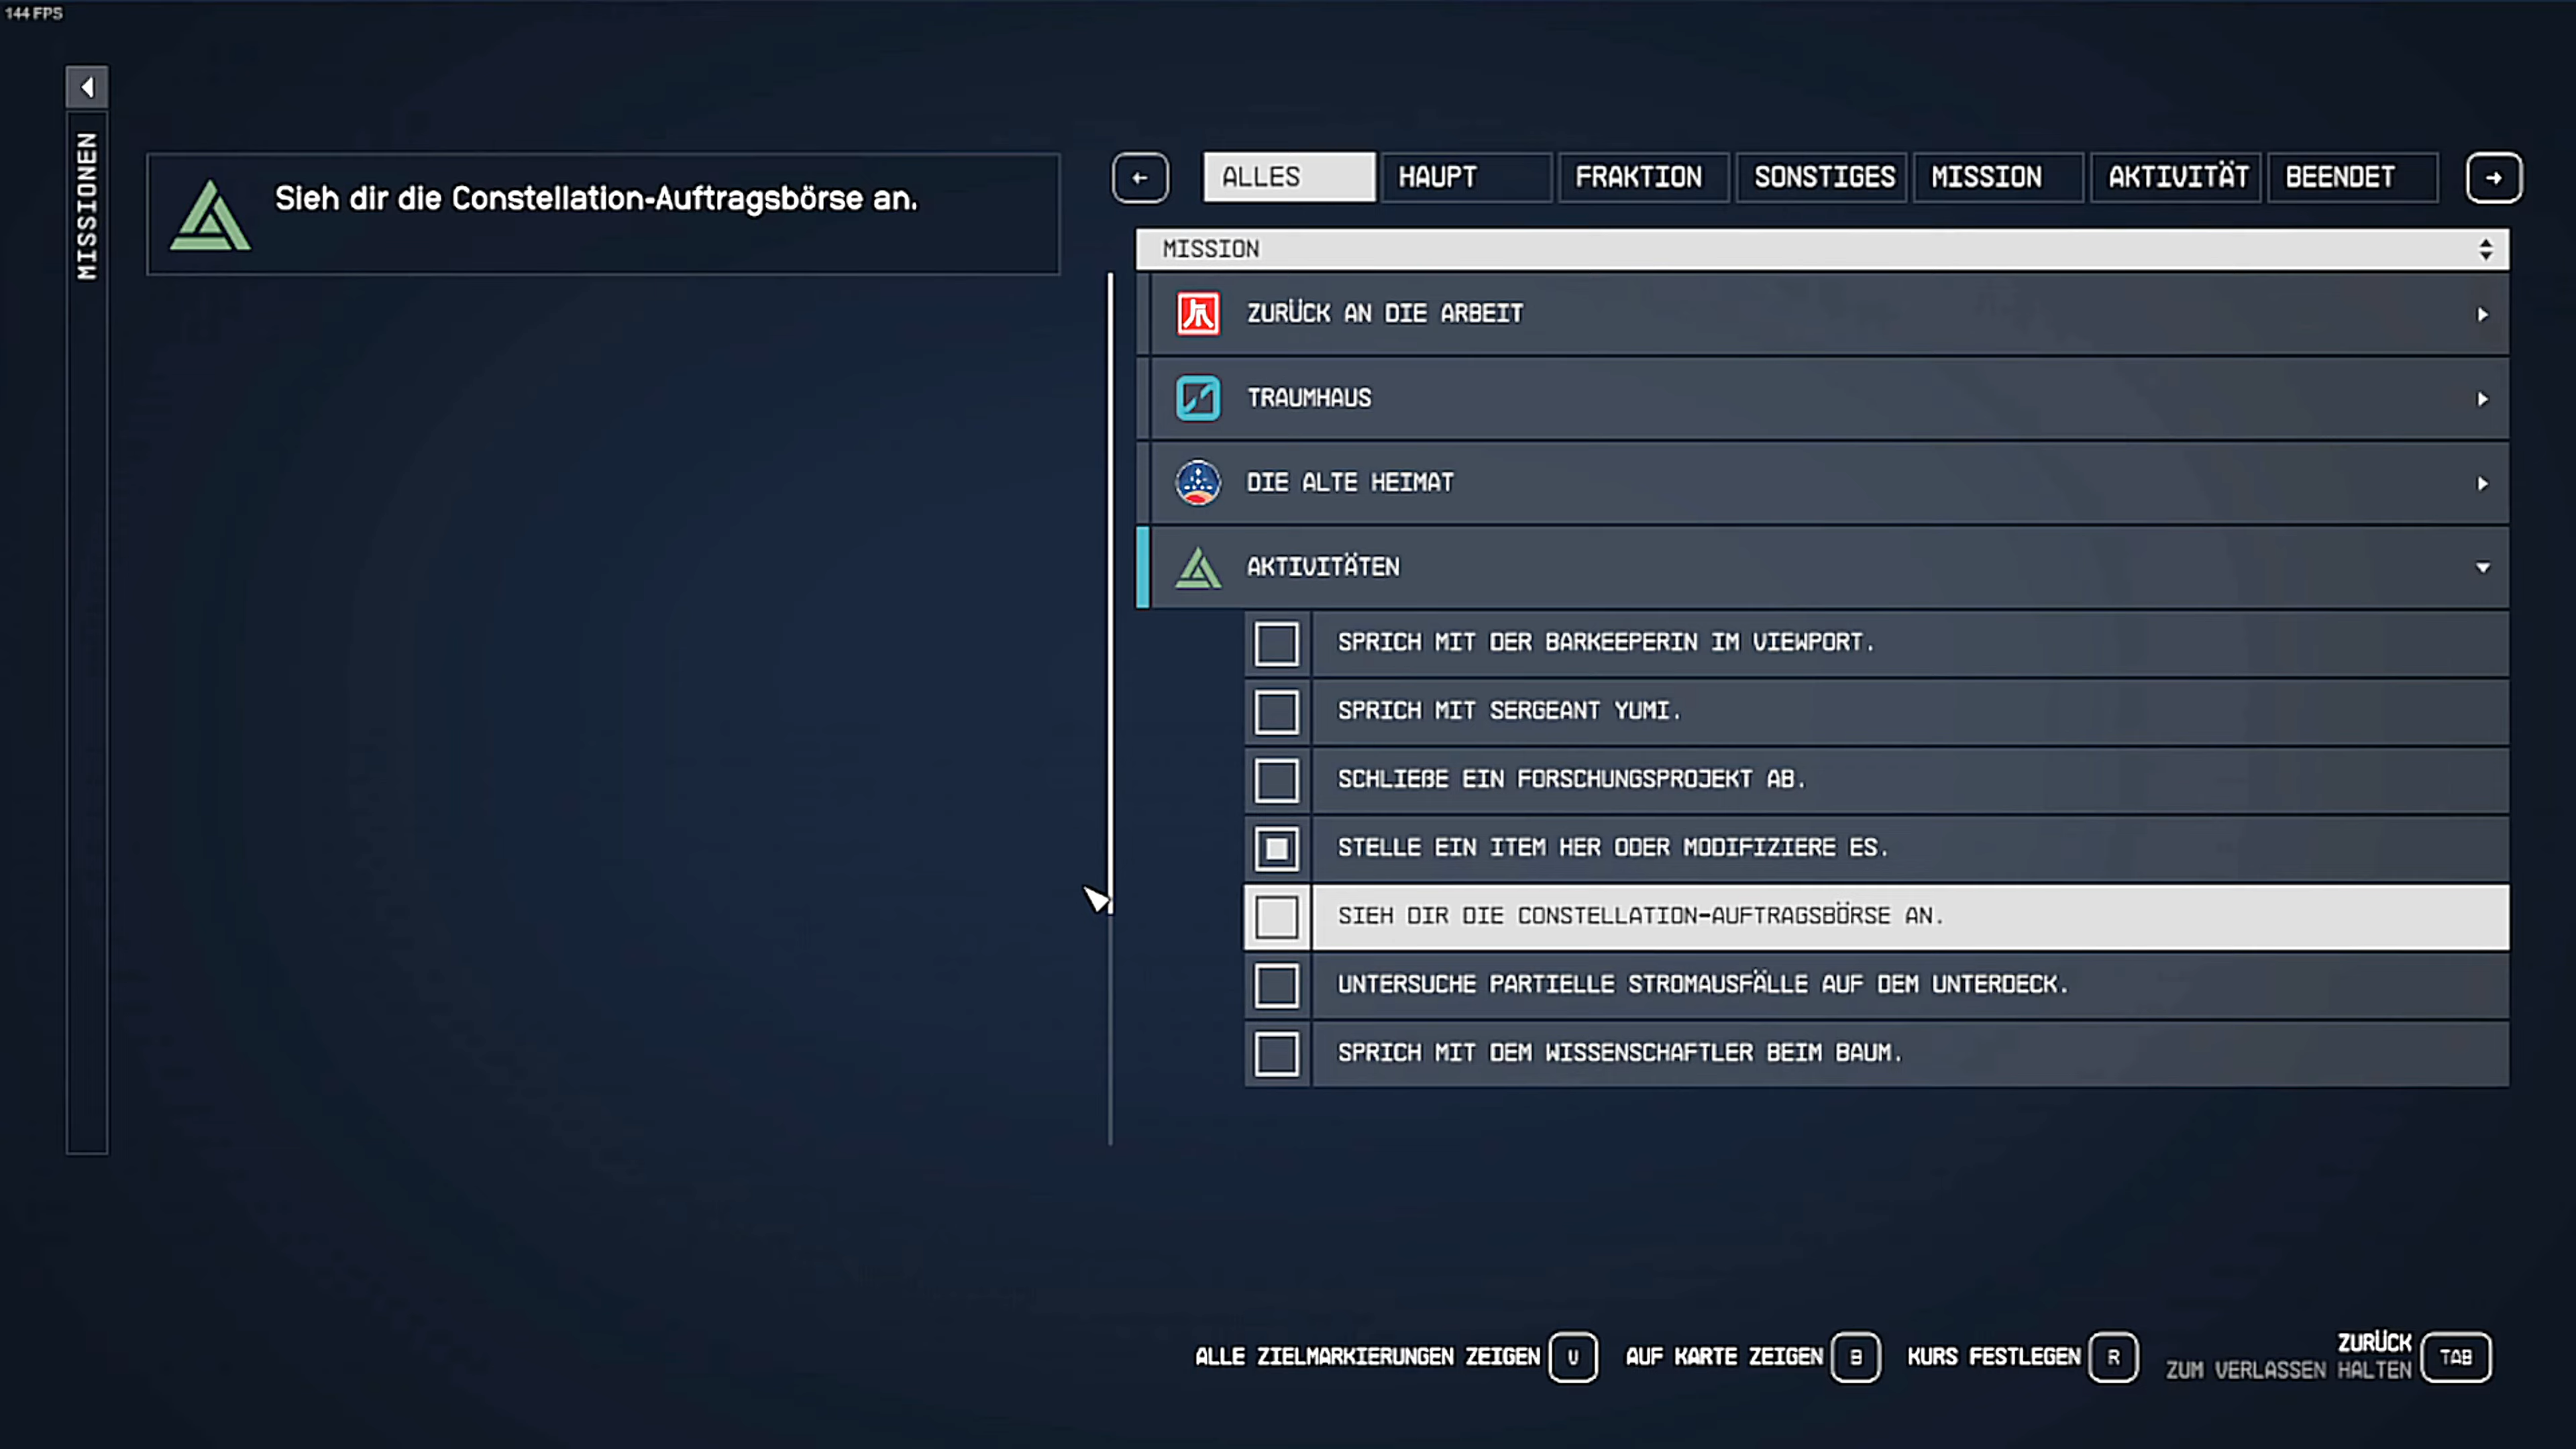 144 FPS
MISSIONEN
Sieh dir die Constellation-Auftragsbörse an.
ALLES
HAUPT
FRAKTION
SONSTIGES
MISSION
AKTIVITÄT
BEENDET
MISSION
ZURÜCK AN DIE ARBEIT
TRAUMHAUS
DIE ALTE HEIMAT
AKTIVITÄTEN
SPRICH MIT DER BARKEEPERIN IM VIEWPORT.
SPRICH MIT SERGEANT YUMI.
SCHLIEẞE EIN FORSCHUNGSPROJEKT AB.
STELLE EIN ITEM HER ODER MODIFIZIERE ES.
SIEH DIR DIE CONSTELLATION-AUFTRAGSBÖRSE AN.
UNTERSUCHE PARTIELLE STROMAUSFÄLLE AUF DEM UNTERDECK.
SPRICH MIT DEM WISSENSCHAFTLER BEIM BAUM.
ALLE ZIELMARKIERUNGEN ZEIGEN V
AUF KARTE ZEIGEN B
KURS FESTLEGEN R
ZURÜCK TAB
ZUM VERLASSEN HALTEN